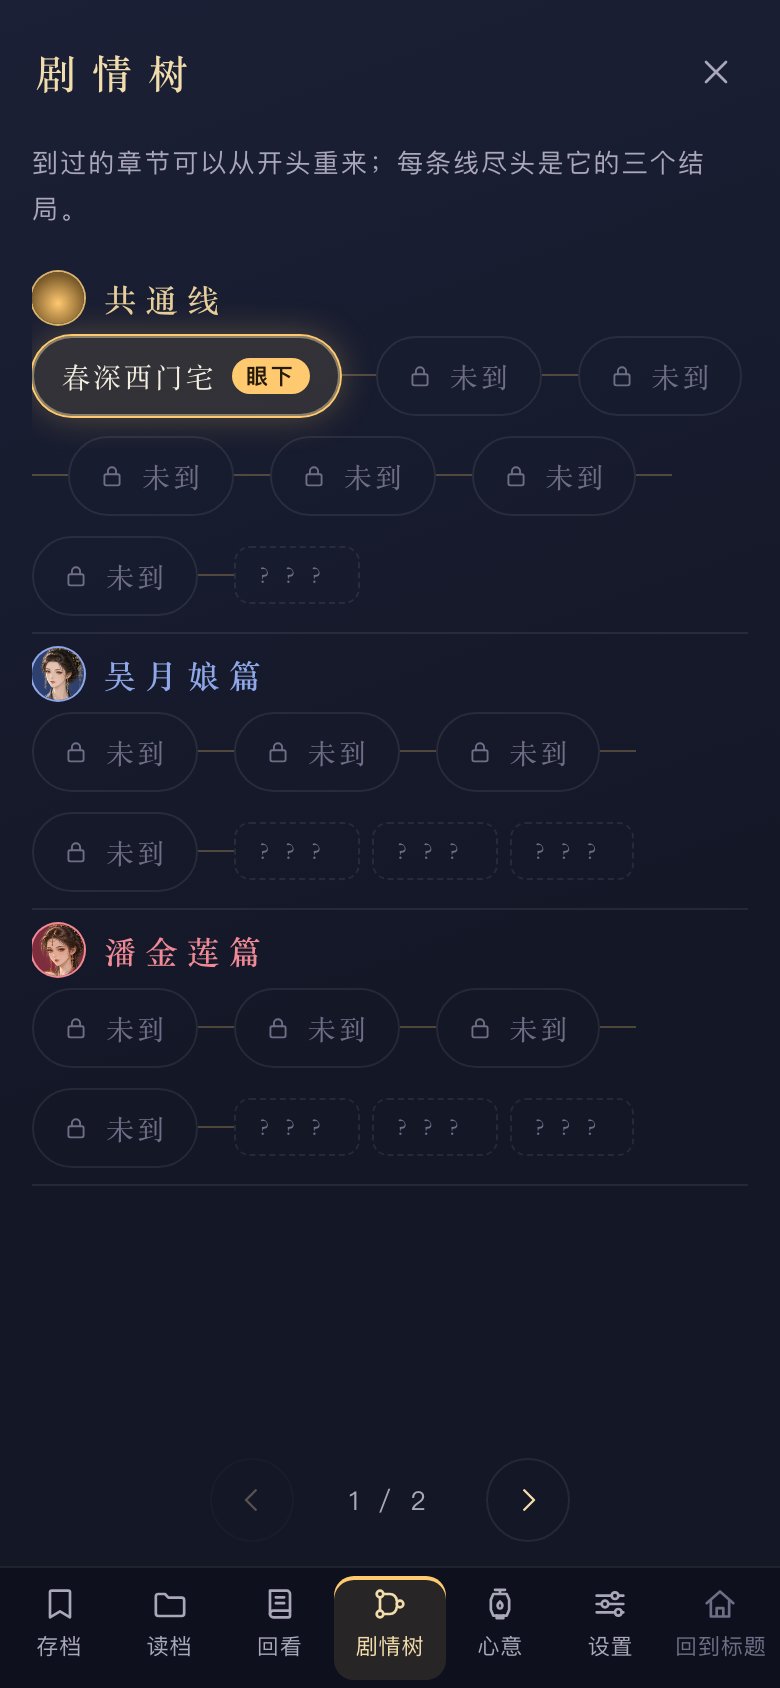 剧情树
到过的章节可以从开头重来；每条线尽头是它的三个结
局。
共通线
春深西门宅 眼下 未到 未到
未到 未到 未到
未到 ???
吴月娘篇
未到 未到 未到
未到 ??? ??? ???
潘金莲篇
未到 未到 未到
未到 ??? ??? ???
1 / 2
存档 读档 回看 剧情树 心意 设置 回到标题